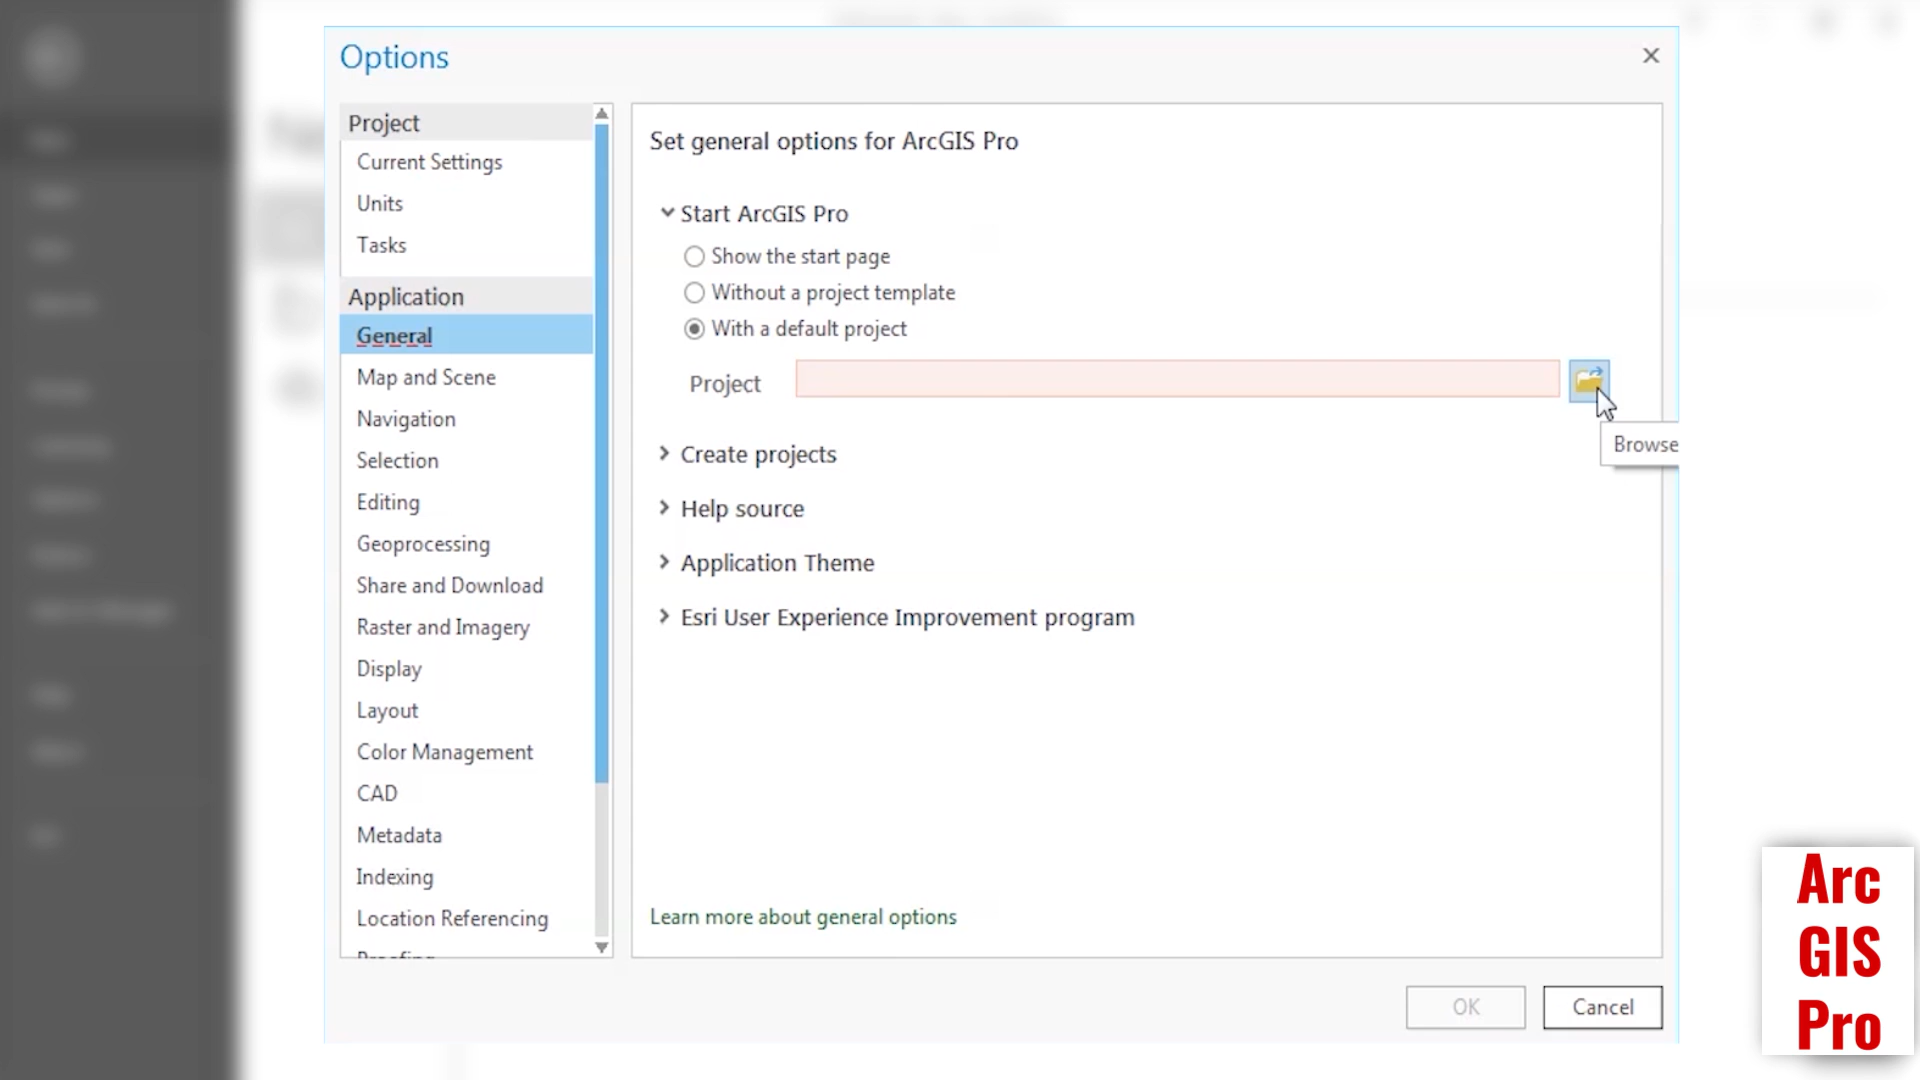 Options
Project
Current Settings
Units
Tasks
Application
General
Map and Scene
Navigation
Selection
Editing
Geoprocessing
Share and Download
Raster and Imagery
Display
Layout
Color Management
CAD
Metadata
Indexing
Location Referencing
Proofing
Set general options for ArcGIS Pro
Start ArcGIS Pro
Show the start page
Without a project template
With a default project
Project
Browse
Create projects
Help source
Application Theme
Esri User Experience Improvement program
Learn more about general options
OK
Cancel
Arc
GIS
Pro